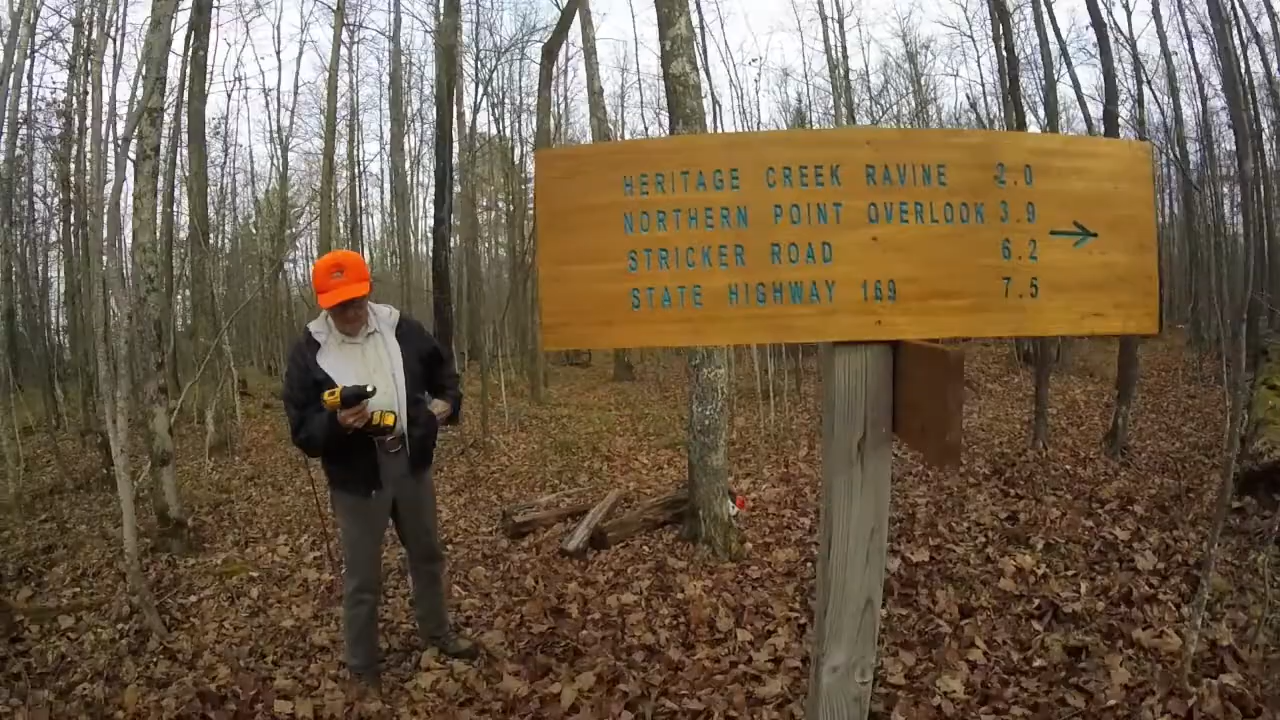 HERITAGE CREEK RAVINE 2.0
NORTHERN POINT OVERLOOK 3.9
STRICKER ROAD 6.2
STATE HIGHWAY 169 7.5